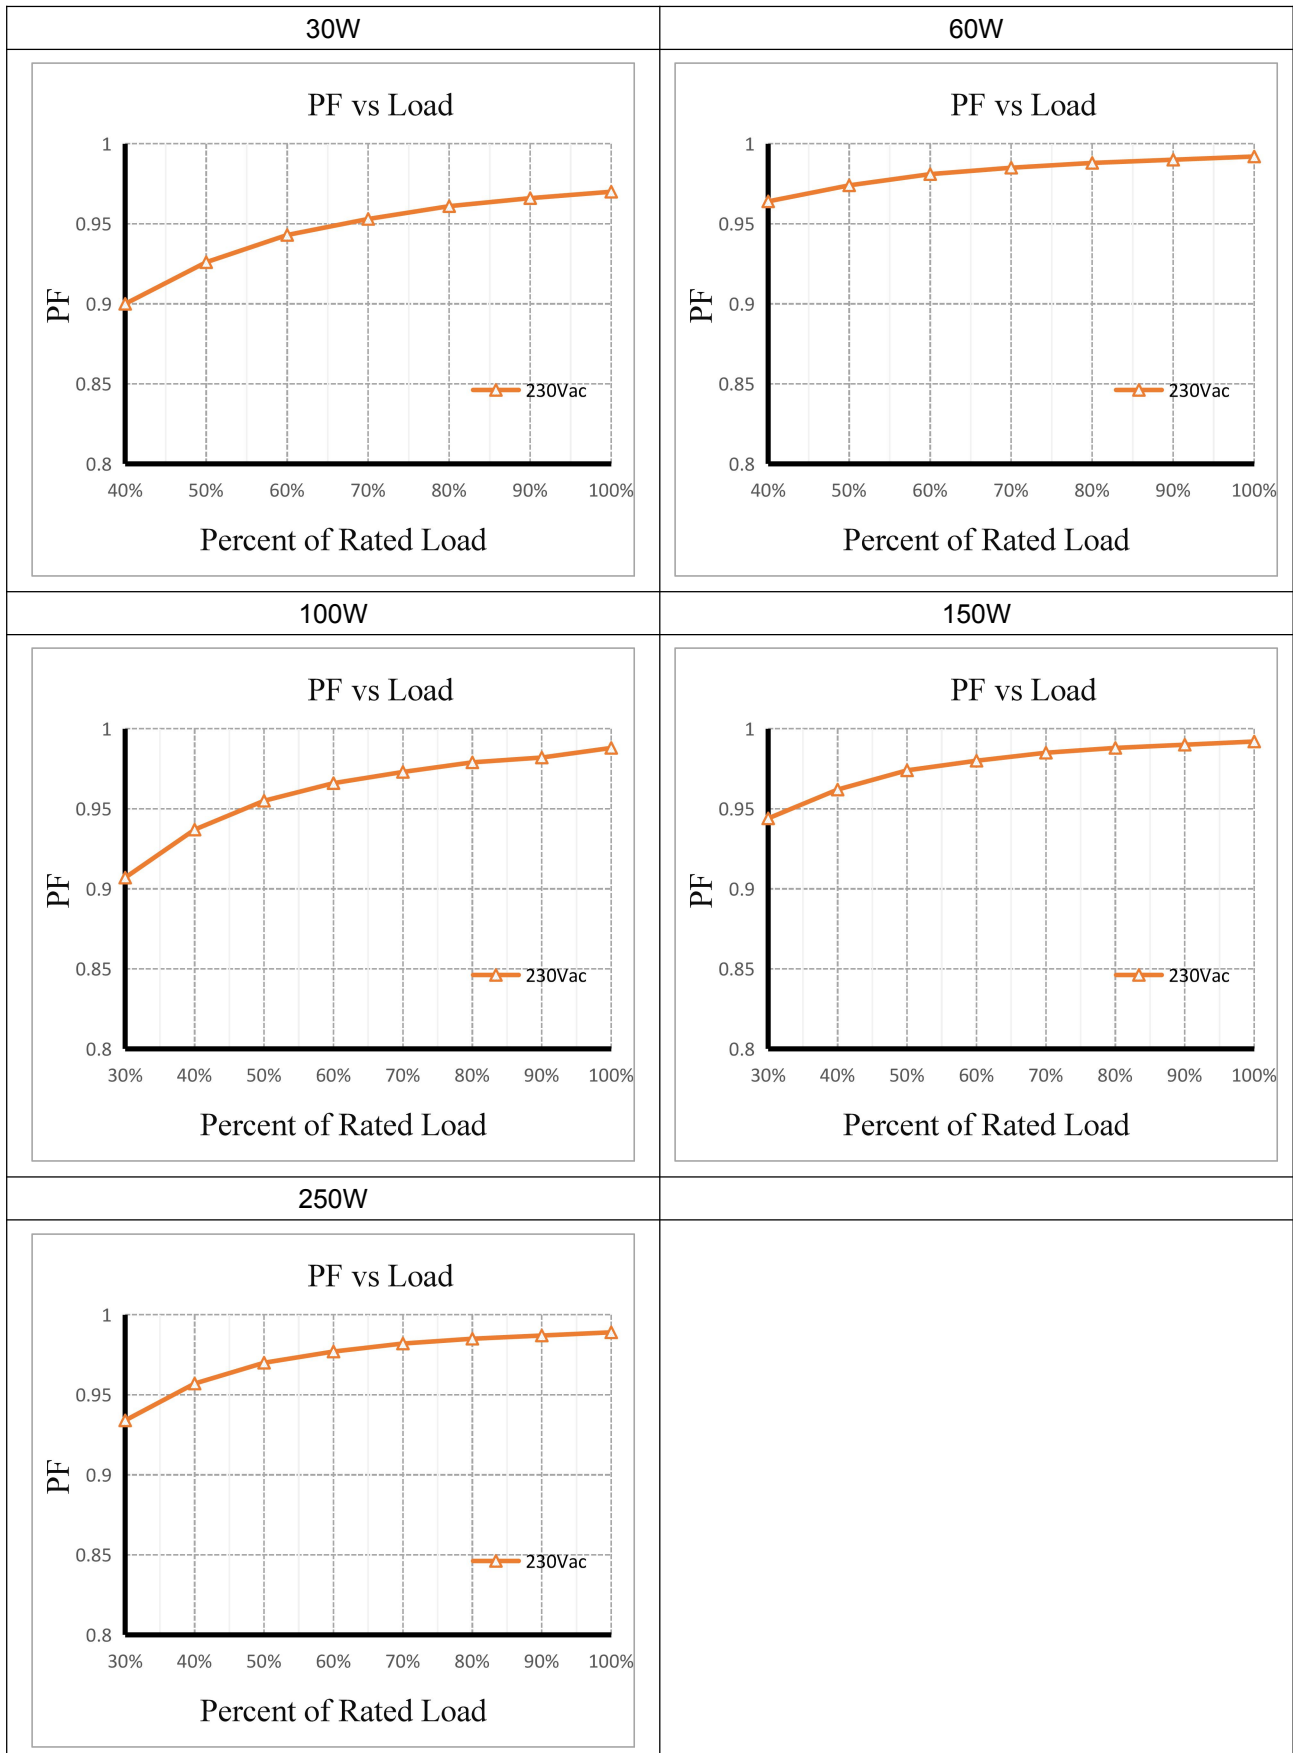 30W
60W
PF vs Load
1
0.95
0.9
0.85
0.8
PF
230Vac
40% 50% 60% 70% 80% 90% 100%
Percent of Rated Load
PF vs Load
1
0.95
0.9
0.85
0.8
PF
230Vac
40% 50% 60% 70% 80% 90% 100%
Percent of Rated Load
100W
150W
PF vs Load
1
0.95
0.9
0.85
0.8
PF
230Vac
30% 40% 50% 60% 70% 80% 90% 100%
Percent of Rated Load
PF vs Load
1
0.95
0.9
0.85
0.8
PF
230Vac
30% 40% 50% 60% 70% 80% 90% 100%
Percent of Rated Load
250W
PF vs Load
1
0.95
0.9
0.85
0.8
PF
230Vac
30% 40% 50% 60% 70% 80% 90% 100%
Percent of Rated Load